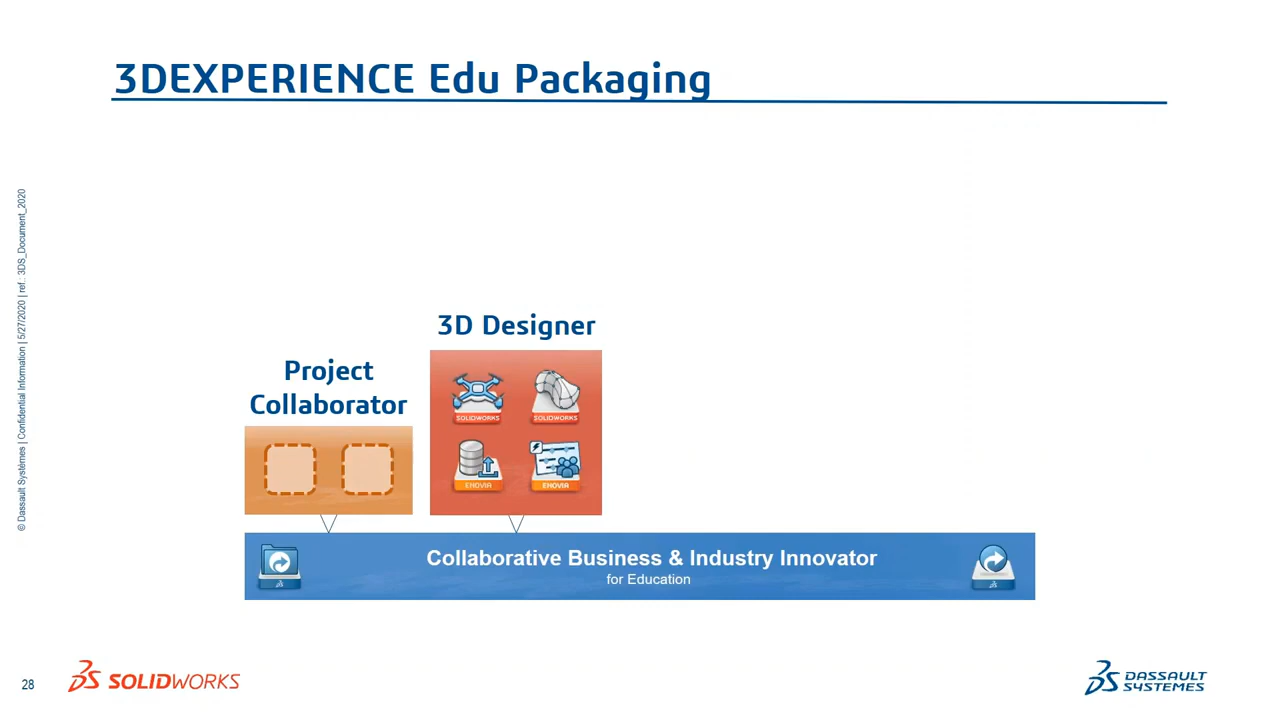 3DEXPERIENCE Edu Packaging
© Dassault Systèmes | Confidential Information | 5/27/2020 | ref.: 3DS_Document_2020
3D Designer
Project
Collaborator
SOLIDWORKS
SOLIDWORKS
ENOVIA
ENOVIA
Collaborative Business & Industry Innovator
for Education
28
SOLIDWORKS
DASSAULT
SYSTEMES